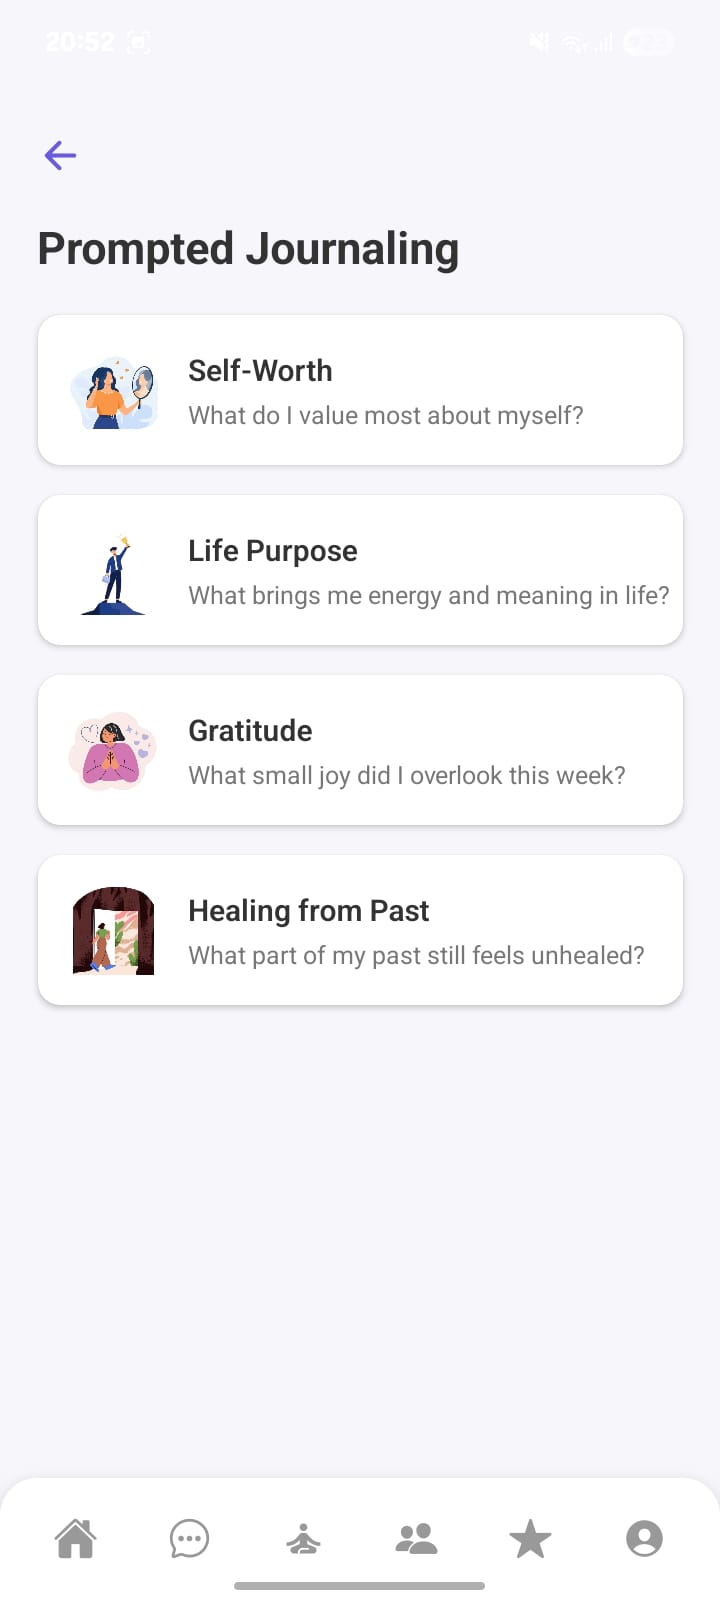 20:52
Prompted Journaling
Self-Worth
What do I value most about myself?
Life Purpose
What brings me energy and meaning in life?
Gratitude
What small joy did I overlook this week?
Healing from Past
What part of my past still feels unhealed?